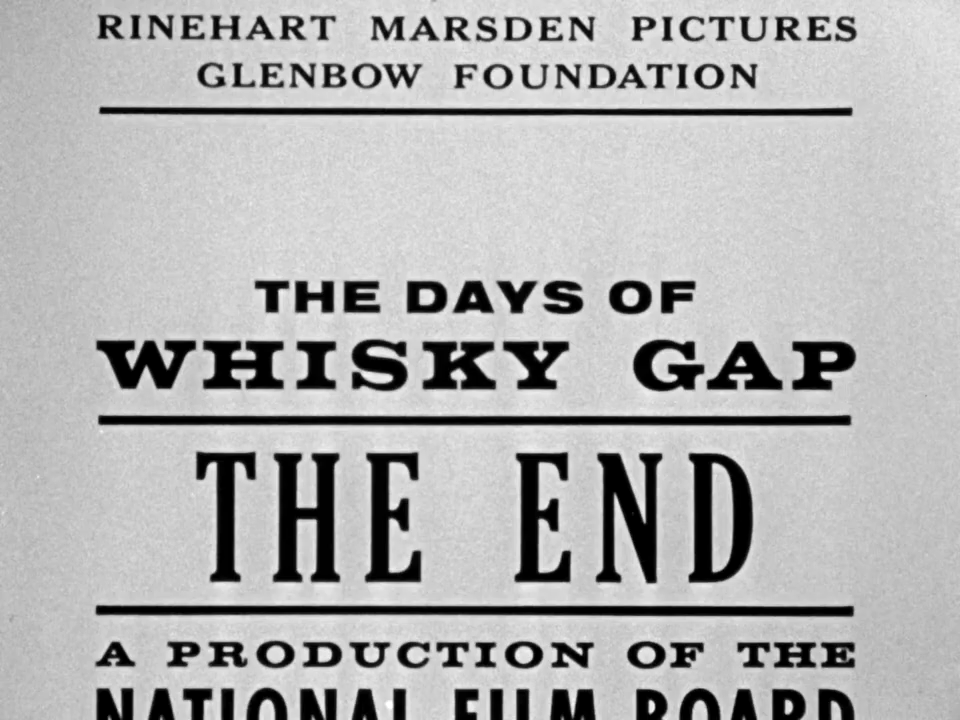 RINEHART MARSDEN PICTURES
GLENBOW FOUNDATION
THE DAYS OF
WHISKY GAP
THE END
A PRODUCTION OF THE
NATIONAL FILM BOARD